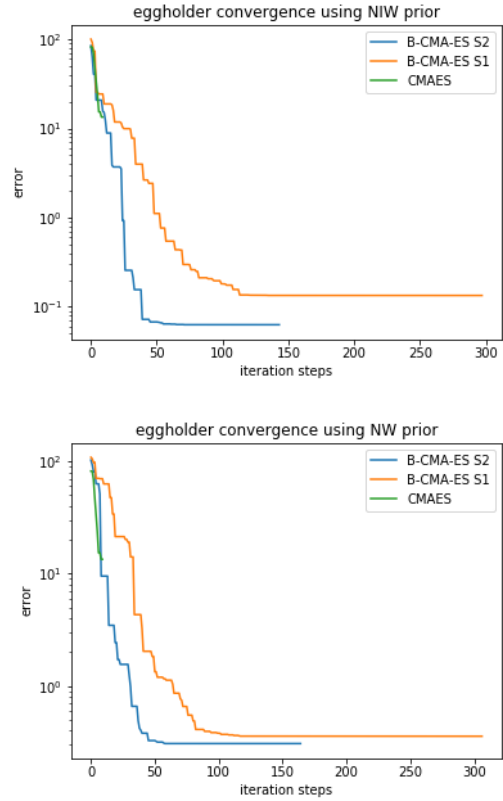 eggholder convergence using NIW prior
10²
10¹
10⁰
10⁻¹
error
B-CMA-ES S2
B-CMA-ES S1
CMAES
0 50 100 150 200 250 300
iteration steps
eggholder convergence using NW prior
10²
10¹
10⁰
error
B-CMA-ES S2
B-CMA-ES S1
CMAES
0 50 100 150 200 250 300
iteration steps